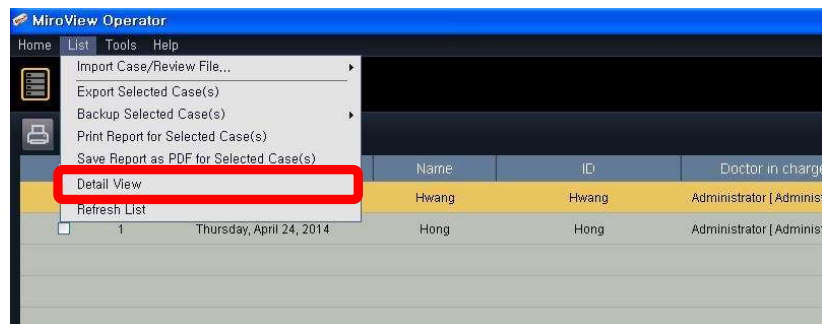 MiroView Operator
Home List Tools Help
Import Case/Review File...
Export Selected Case(s)
Backup Selected Case(s)
Print Report for Selected Case(s)
Save Report as PDF for Selected Case(s)
Detail View
Refresh List
Name ID Doctor in charge
Hwang Hwang Administrator [ Adminis
1 Thursday, April 24, 2014 Hong Hong Administrator [ Adminis